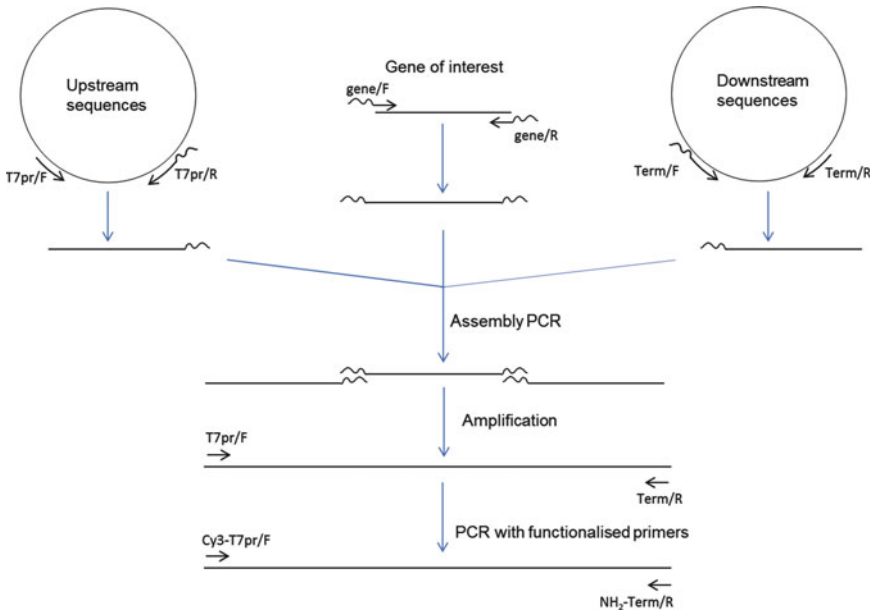 Upstream
sequences
T7pr/F
T7pr/R
Gene of interest
gene/F
gene/R
Downstream
sequences
Term/F
Term/R
Assembly PCR
Amplification
T7pr/F
Term/R
PCR with functionalised primers
Cy3-T7pr/F
NH₂-Term/R